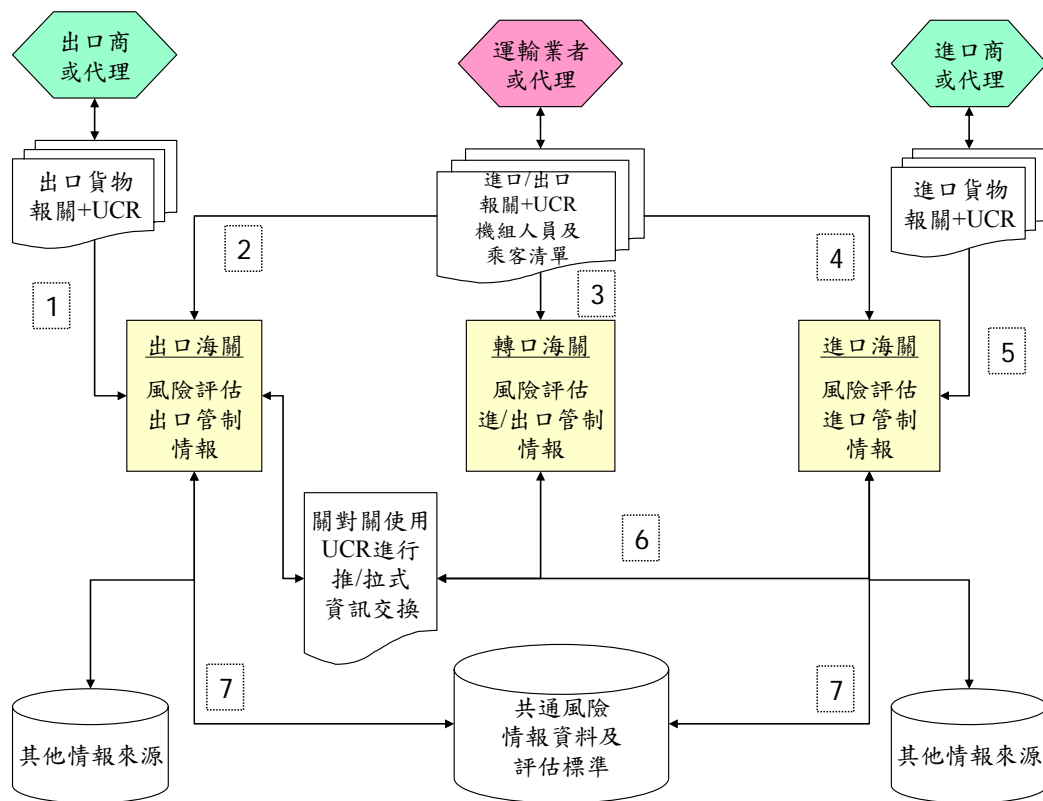 出口商
或代理
運輸業者
或代理
進口商
或代理
出口貨物
報關+UCR
進口/出口
報關+UCR
機組人員及
乘客清單
進口貨物
報關+UCR
1
2
3
4
5
出口海關
風險評估
出口管制
情報
轉口海關
風險評估
進/出口管制
情報
進口海關
風險評估
進口管制
情報
關對關使用
UCR進行
推/拉式
資訊交換
6
7
7
其他情報來源
共通風險
情報資料及
評估標準
其他情報來源